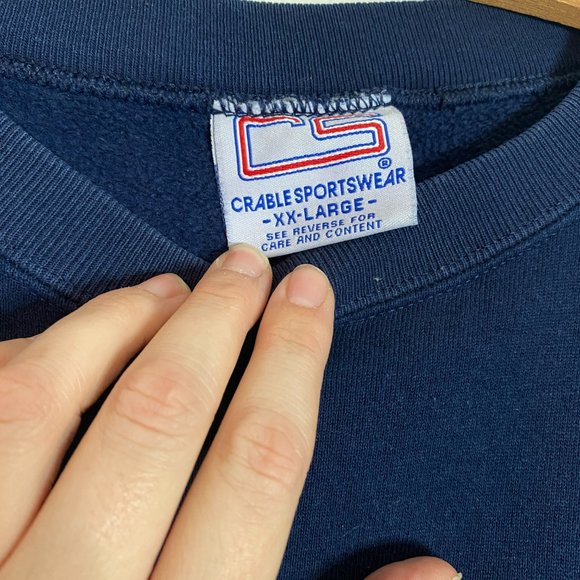 CS
®
CRABLE SPORTSWEAR
-XX-LARGE-
SEE REVERSE FOR
CARE AND CONTENT